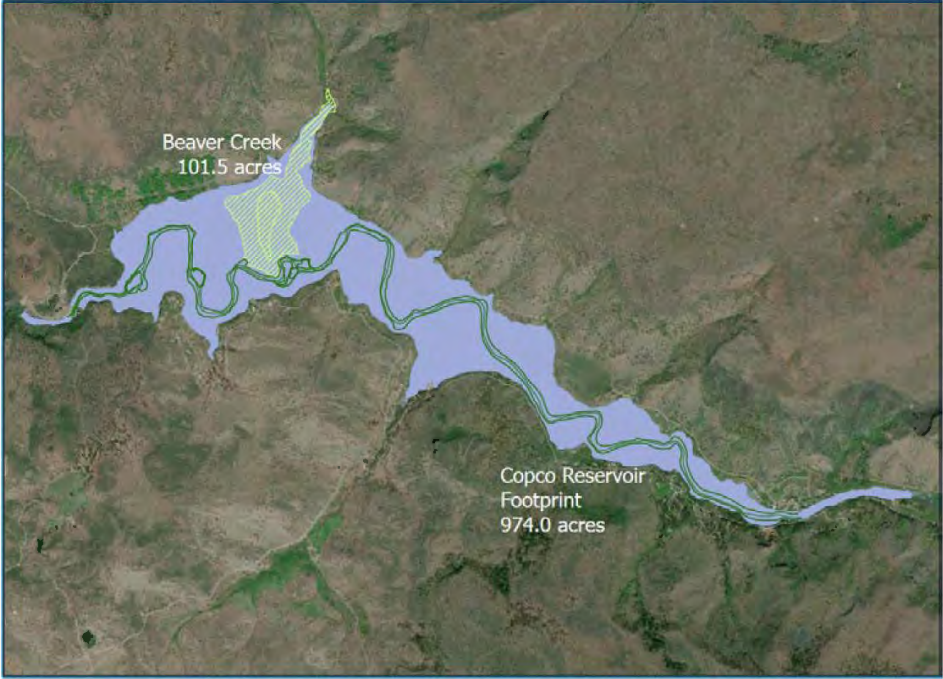 Beaver Creek
101.5 acres
Copco Reservoir
Footprint
974.0 acres